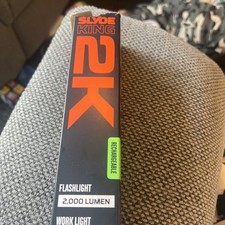 SLYDE
KING
2K
RECHARGEABLE
FLASHLIGHT
2,000 LUMEN
WORK LIGHT